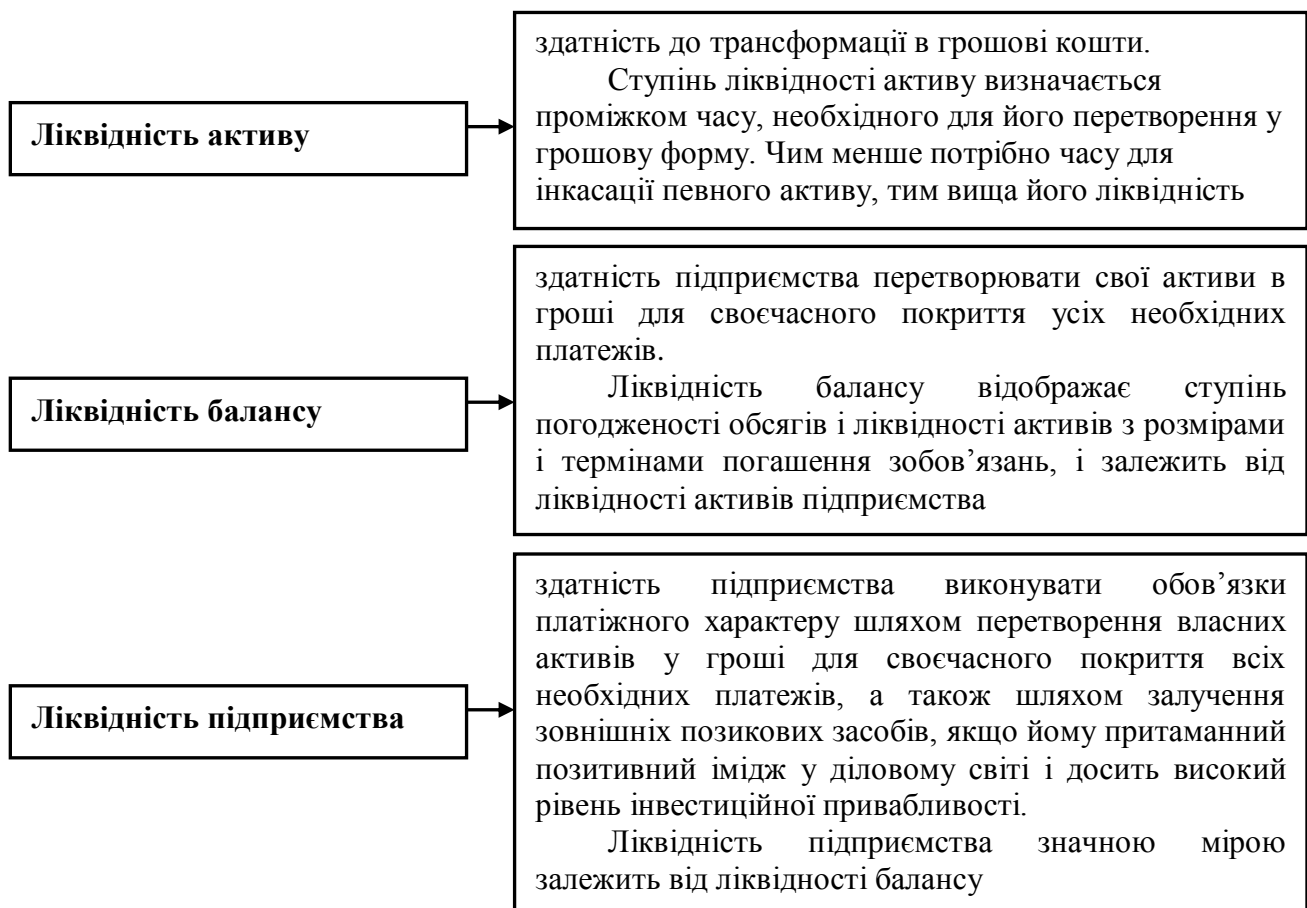 Ліквідність активу
здатність до трансформації в грошові кошти.
Ступінь ліквідності активу визначається
проміжком часу, необхідного для його перетворення у
грошову форму. Чим менше потрібно часу для
інкасації певного активу, тим вища його ліквідність
Ліквідність балансу
здатність підприємства перетворювати свої активи в
гроші для своєчасного покриття усіх необхідних
платежів.
Ліквідність балансу відображає ступінь
погодженості обсягів і ліквідності активів з розмірами
і термінами погашення зобов’язань, і залежить від
ліквідності активів підприємства
Ліквідність підприємства
здатність підприємства виконувати обов’язки
платіжного характеру шляхом перетворення власних
активів у гроші для своєчасного покриття всіх
необхідних платежів, а також шляхом залучення
зовнішніх позикових засобів, якщо йому притаманний
позитивний імідж у діловому світі і досить високий
рівень інвестиційної привабливості.
Ліквідність підприємства значною мірою
залежить від ліквідності балансу